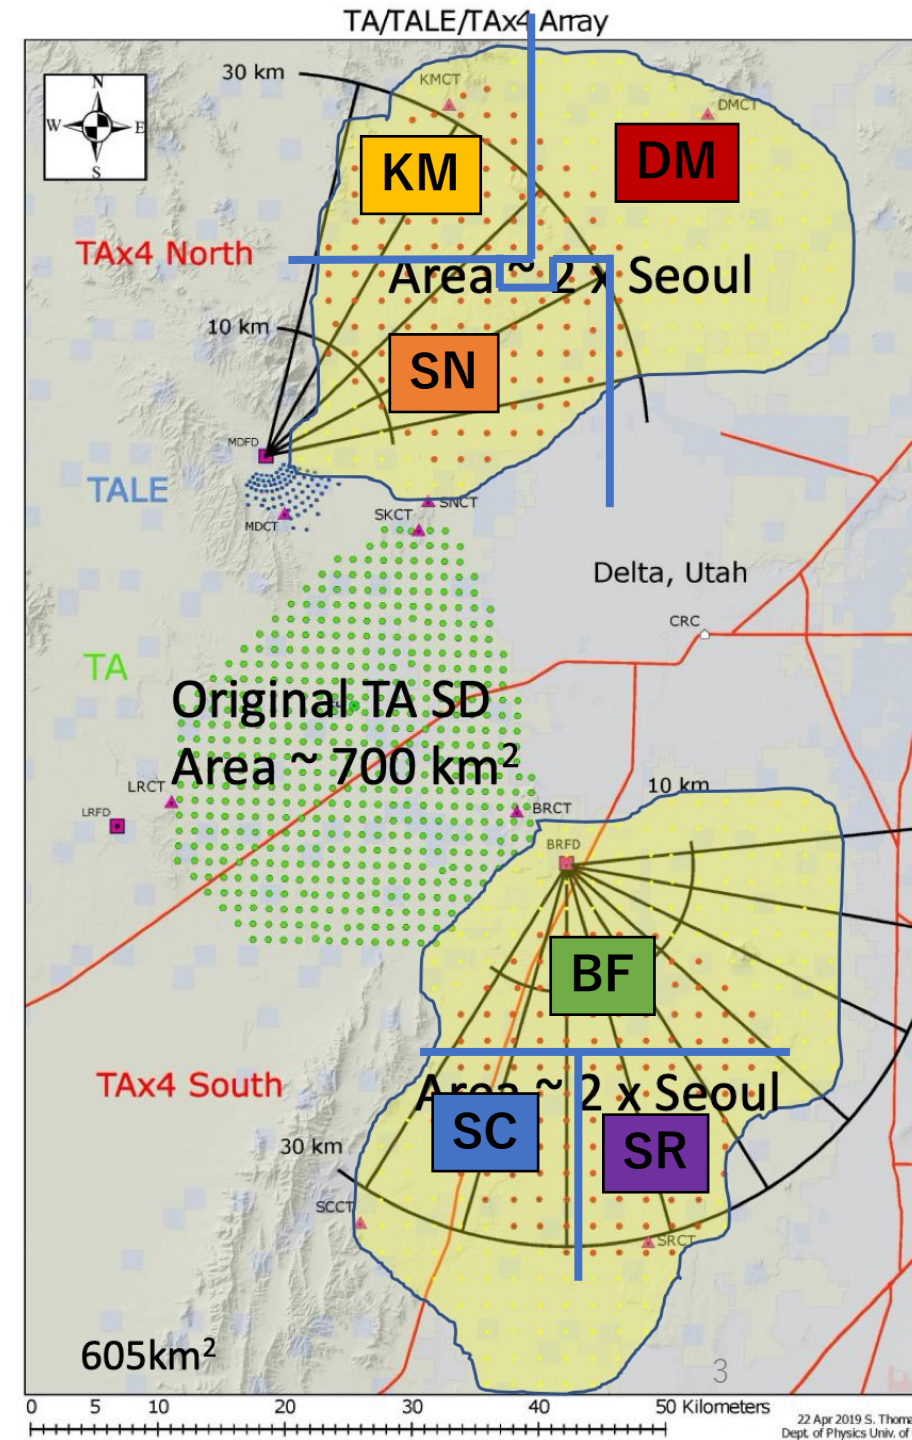 TA/TALE/TAx4 Array
30 km
KMCT
DMCT
N
W E
S
KM
DM
TAx4 North
Area ~ 2 x Seoul
10 km
SN
MDFD
TALE
SNCT
SKCT
MDCT
Delta, Utah
CRC
TA
Original TA SD
Area ~ 700 km²
10 km
LRCT
BRCT
LRFD
BRFD
BF
TAx4 South
Area ~ 2 x Seoul
SC
SR
30 km
SCCT
SRCT
605km²
3
0 5 10 20 30 40 50 Kilometers
22 Apr 2019 S. Thoma
Dept. of Physics Univ. of